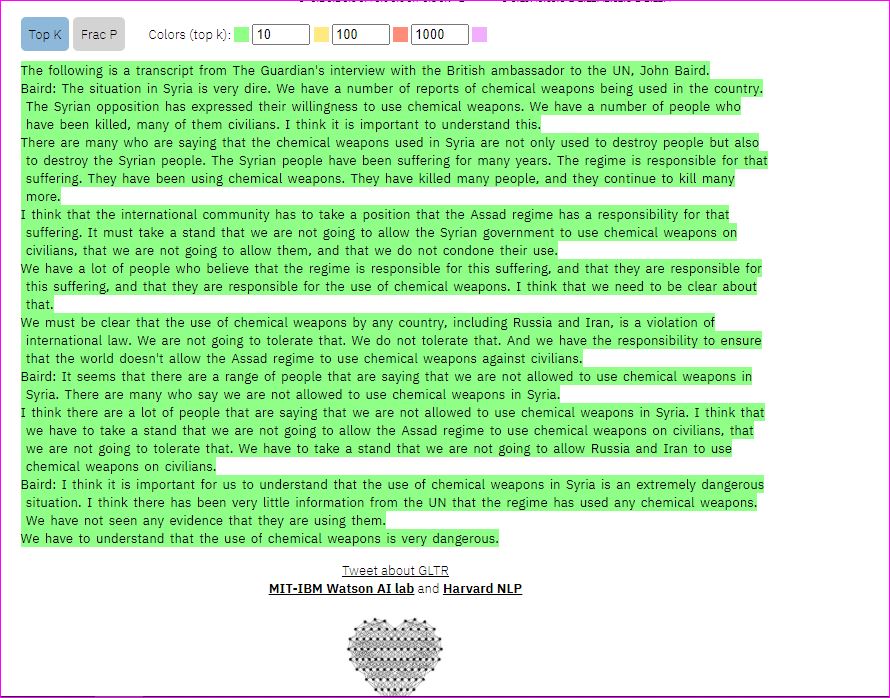 Top K Frac P Colors (top k): 10 100 1000
The following is a transcript from The Guardian's interview with the British ambassador to the UN, John Baird.
Baird: The situation in Syria is very dire. We have a number of reports of chemical weapons being used in the country.
The Syrian opposition has expressed their willingness to use chemical weapons. We have a number of people who
have been killed, many of them civilians. I think it is important to understand this.
There are many who are saying that the chemical weapons used in Syria are not only used to destroy people but also
to destroy the Syrian people. The Syrian people have been suffering for many years. The regime is responsible for that
suffering. They have been using chemical weapons. They have killed many people, and they continue to kill many
more.
I think that the international community has to take a position that the Assad regime has a responsibility for that
suffering. It must take a stand that we are not going to allow the Syrian government to use chemical weapons on
civilians, that we are not going to allow them, and that we do not condone their use.
We have a lot of people who believe that the regime is responsible for this suffering, and that they are responsible for
this suffering, and that they are responsible for the use of chemical weapons. I think that we need to be clear about
that.
We must be clear that the use of chemical weapons by any country, including Russia and Iran, is a violation of
international law. We are not going to tolerate that. We do not tolerate that. And we have the responsibility to ensure
that the world doesn't allow the Assad regime to use chemical weapons against civilians.
Baird: It seems that there are a range of people that are saying that we are not allowed to use chemical weapons in
Syria. There are many who say we are not allowed to use chemical weapons in Syria.
I think there are a lot of people that are saying that we are not allowed to use chemical weapons in Syria. I think that
we have to take a stand that we are not going to allow the Assad regime to use chemical weapons on civilians, that
we are not going to tolerate that. We have to take a stand that we are not going to allow Russia and Iran to use
chemical weapons on civilians.
Baird: I think it is important for us to understand that the use of chemical weapons in Syria is an extremely dangerous
situation. I think there has been very little information from the UN that the regime has used any chemical weapons.
We have not seen any evidence that they are using them.
We have to understand that the use of chemical weapons is very dangerous.
Tweet about GLTR
MIT-IBM Watson AI lab and Harvard NLP